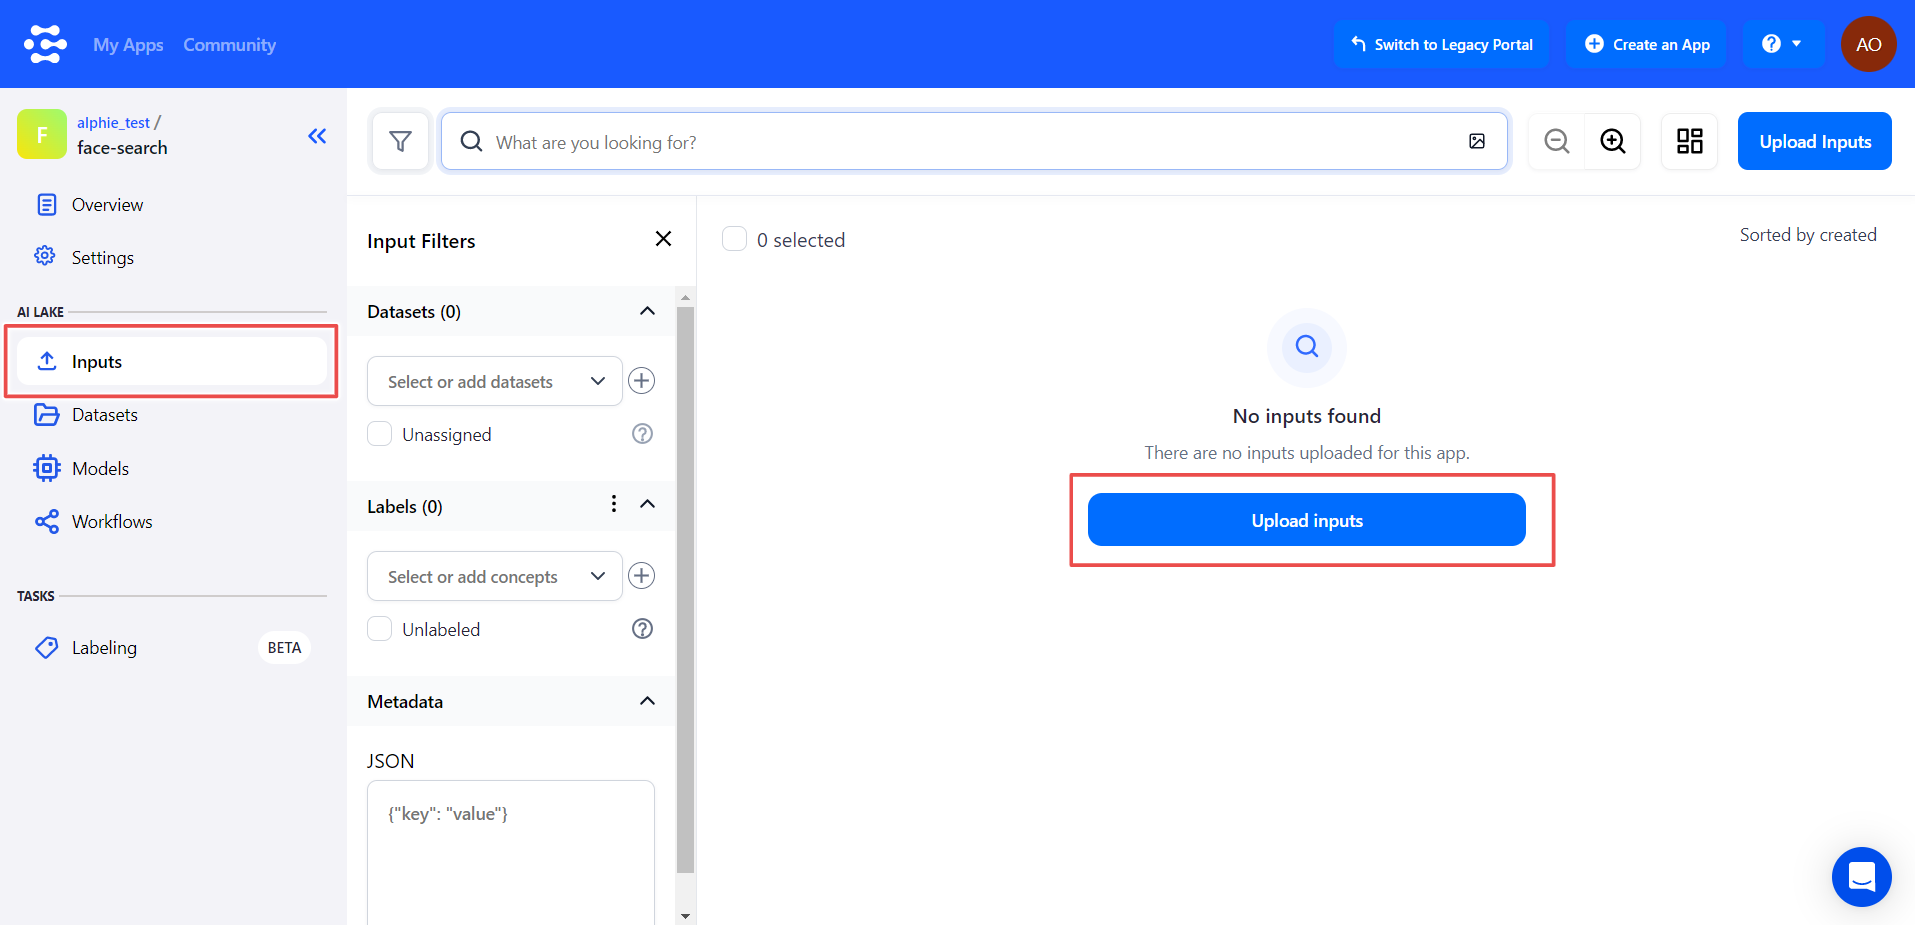 My Apps
Community
Switch to Legacy Portal
Create an App
?
AO
F
alphie_test /
face-search
Overview
Settings
AI LAKE
Inputs
Datasets
Models
Workflows
TASKS
Labeling
BETA
What are you looking for?
Upload Inputs
Input Filters
Datasets (0)
Select or add datasets
Unassigned
?
Labels (0)
Select or add concepts
Unlabeled
?
Metadata
JSON
{"key": "value"}
0 selected
Sorted by created
No inputs found
There are no inputs uploaded for this app.
Upload inputs